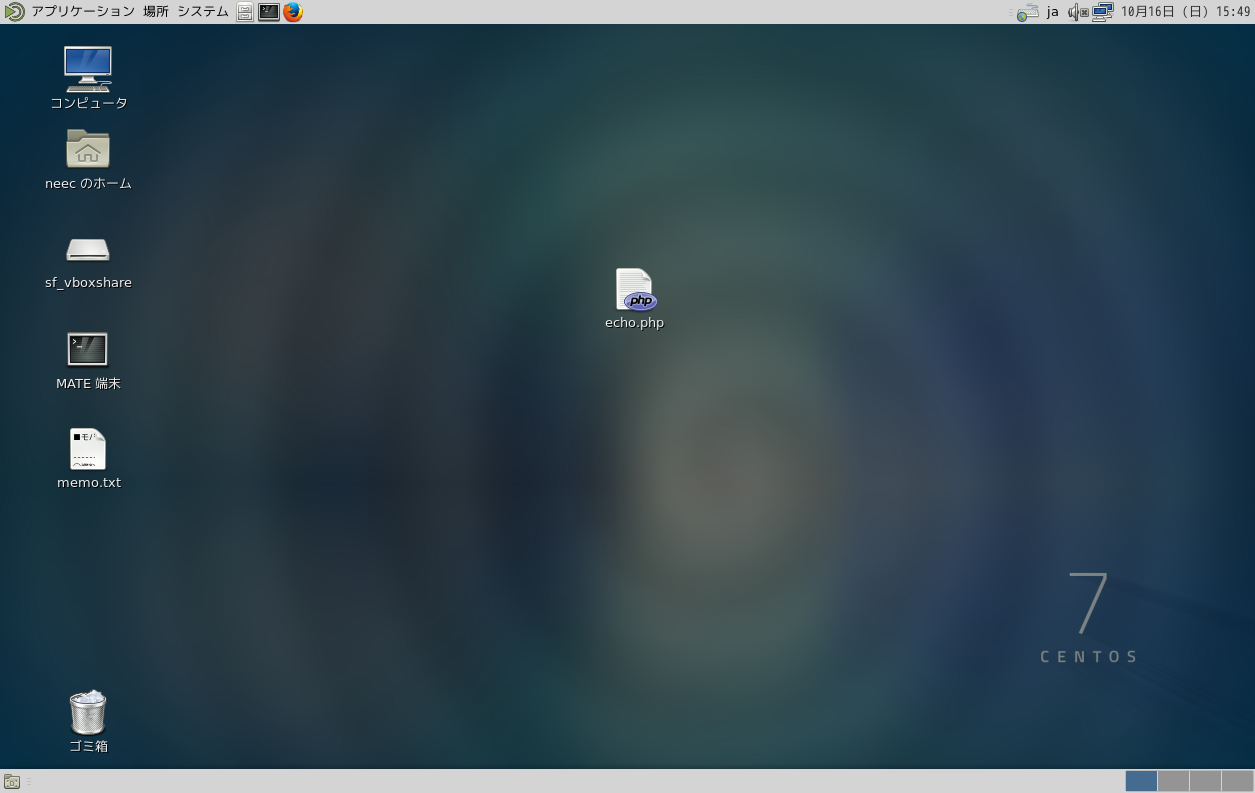 アプリケーション 場所 システム
ja 10月16日 (日) 15:49
コンピュータ
neec のホーム
sf_vboxshare
php
echo.php
>_
MATE 端末
■モバ
memo.txt
7
CENTOS
ゴミ箱